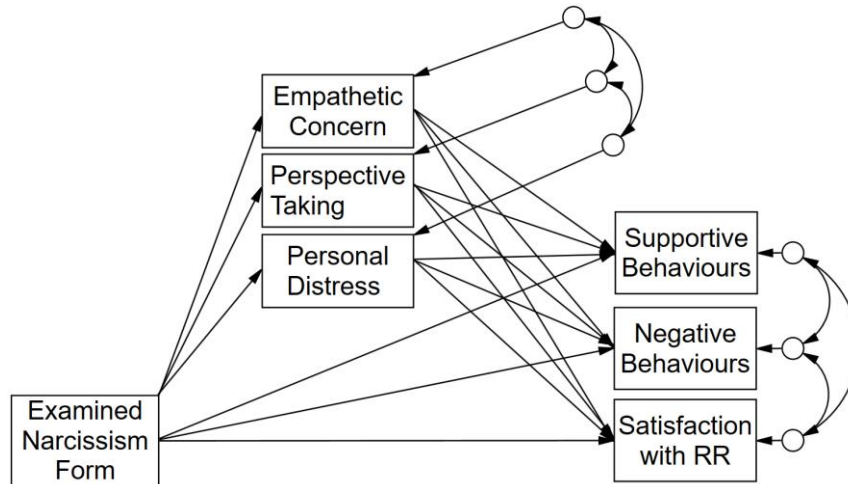 Empathetic
Concern
Perspective
Taking
Personal
Distress
Supportive
Behaviours
Negative
Behaviours
Examined
Narcissism
Form
Satisfaction
with RR